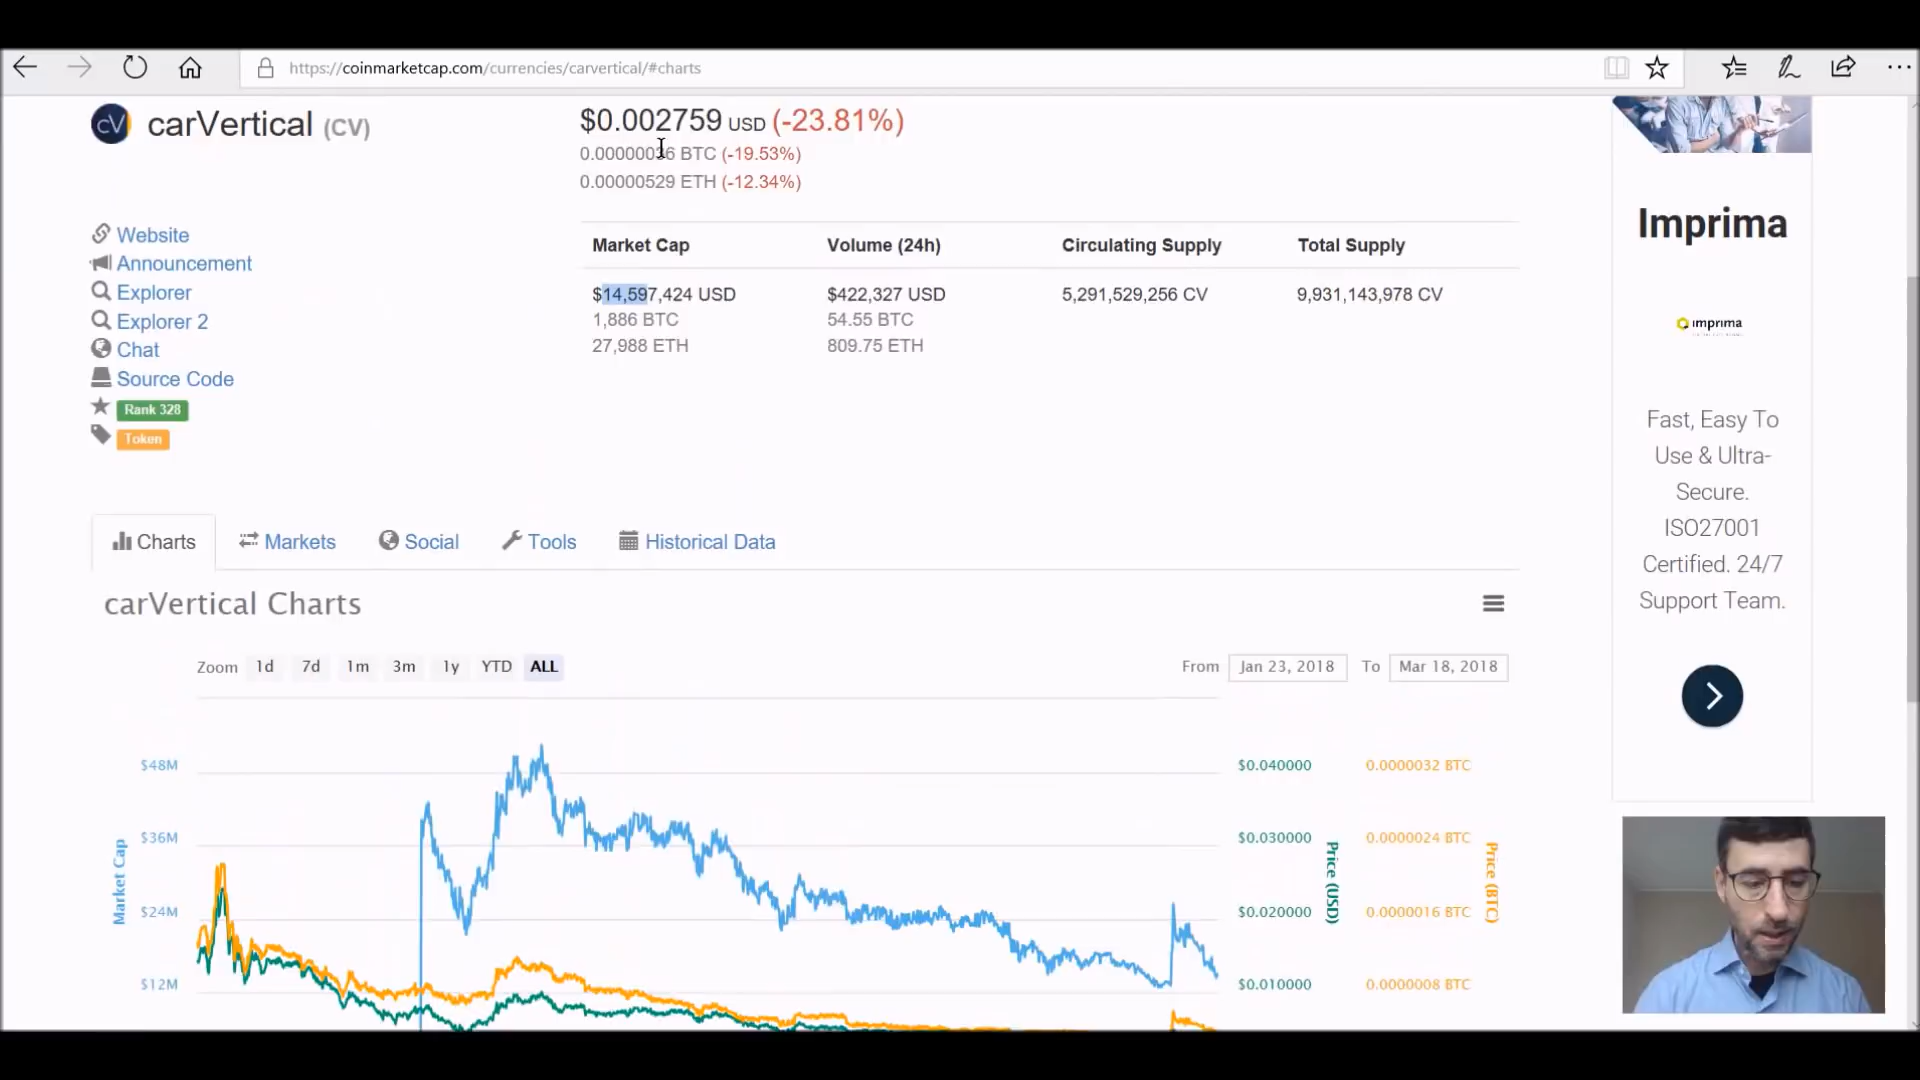 https://coinmarketcap.com/currencies/carvertical/#charts
cV carVertical (CV)
$0.002759 USD (-23.81%)
0.00000036 BTC (-19.53%)
0.00000529 ETH (-12.34%)
Website
Announcement
Explorer
Explorer 2
Chat
Source Code
Rank 328
Token
Market Cap Volume (24h) Circulating Supply Total Supply
$14,597,424 USD $422,327 USD 5,291,529,256 CV 9,931,143,978 CV
1,886 BTC 54.55 BTC
27,988 ETH 809.75 ETH
Charts Markets Social Tools Historical Data
carVertical Charts
Zoom 1d 7d 1m 3m 1y YTD ALL From Jan 23, 2018 To Mar 18, 2018
$48M $0.040000 0.0000032 BTC
$36M $0.030000 0.0000024 BTC
$24M $0.020000 0.0000016 BTC
$12M $0.010000 0.0000008 BTC
Market Cap
Price (USD)
Price (BTC)
Imprima
imprima
Fast, Easy To
Use & Ultra-
Secure.
ISO27001
Certified. 24/7
Support Team.